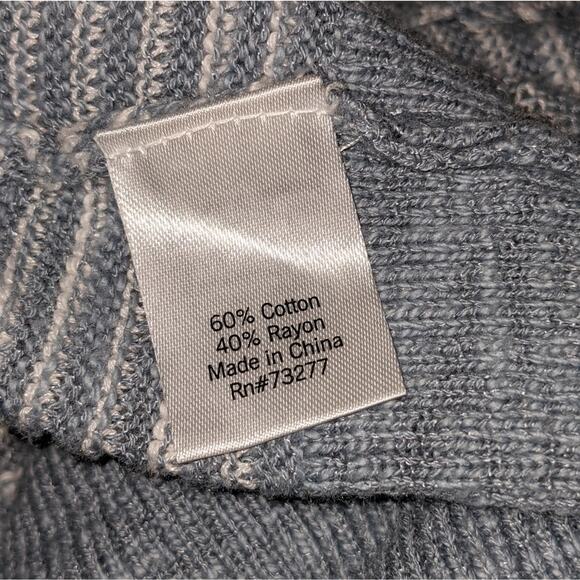 60% Cotton
40% Rayon
Made in China
Rn#73277